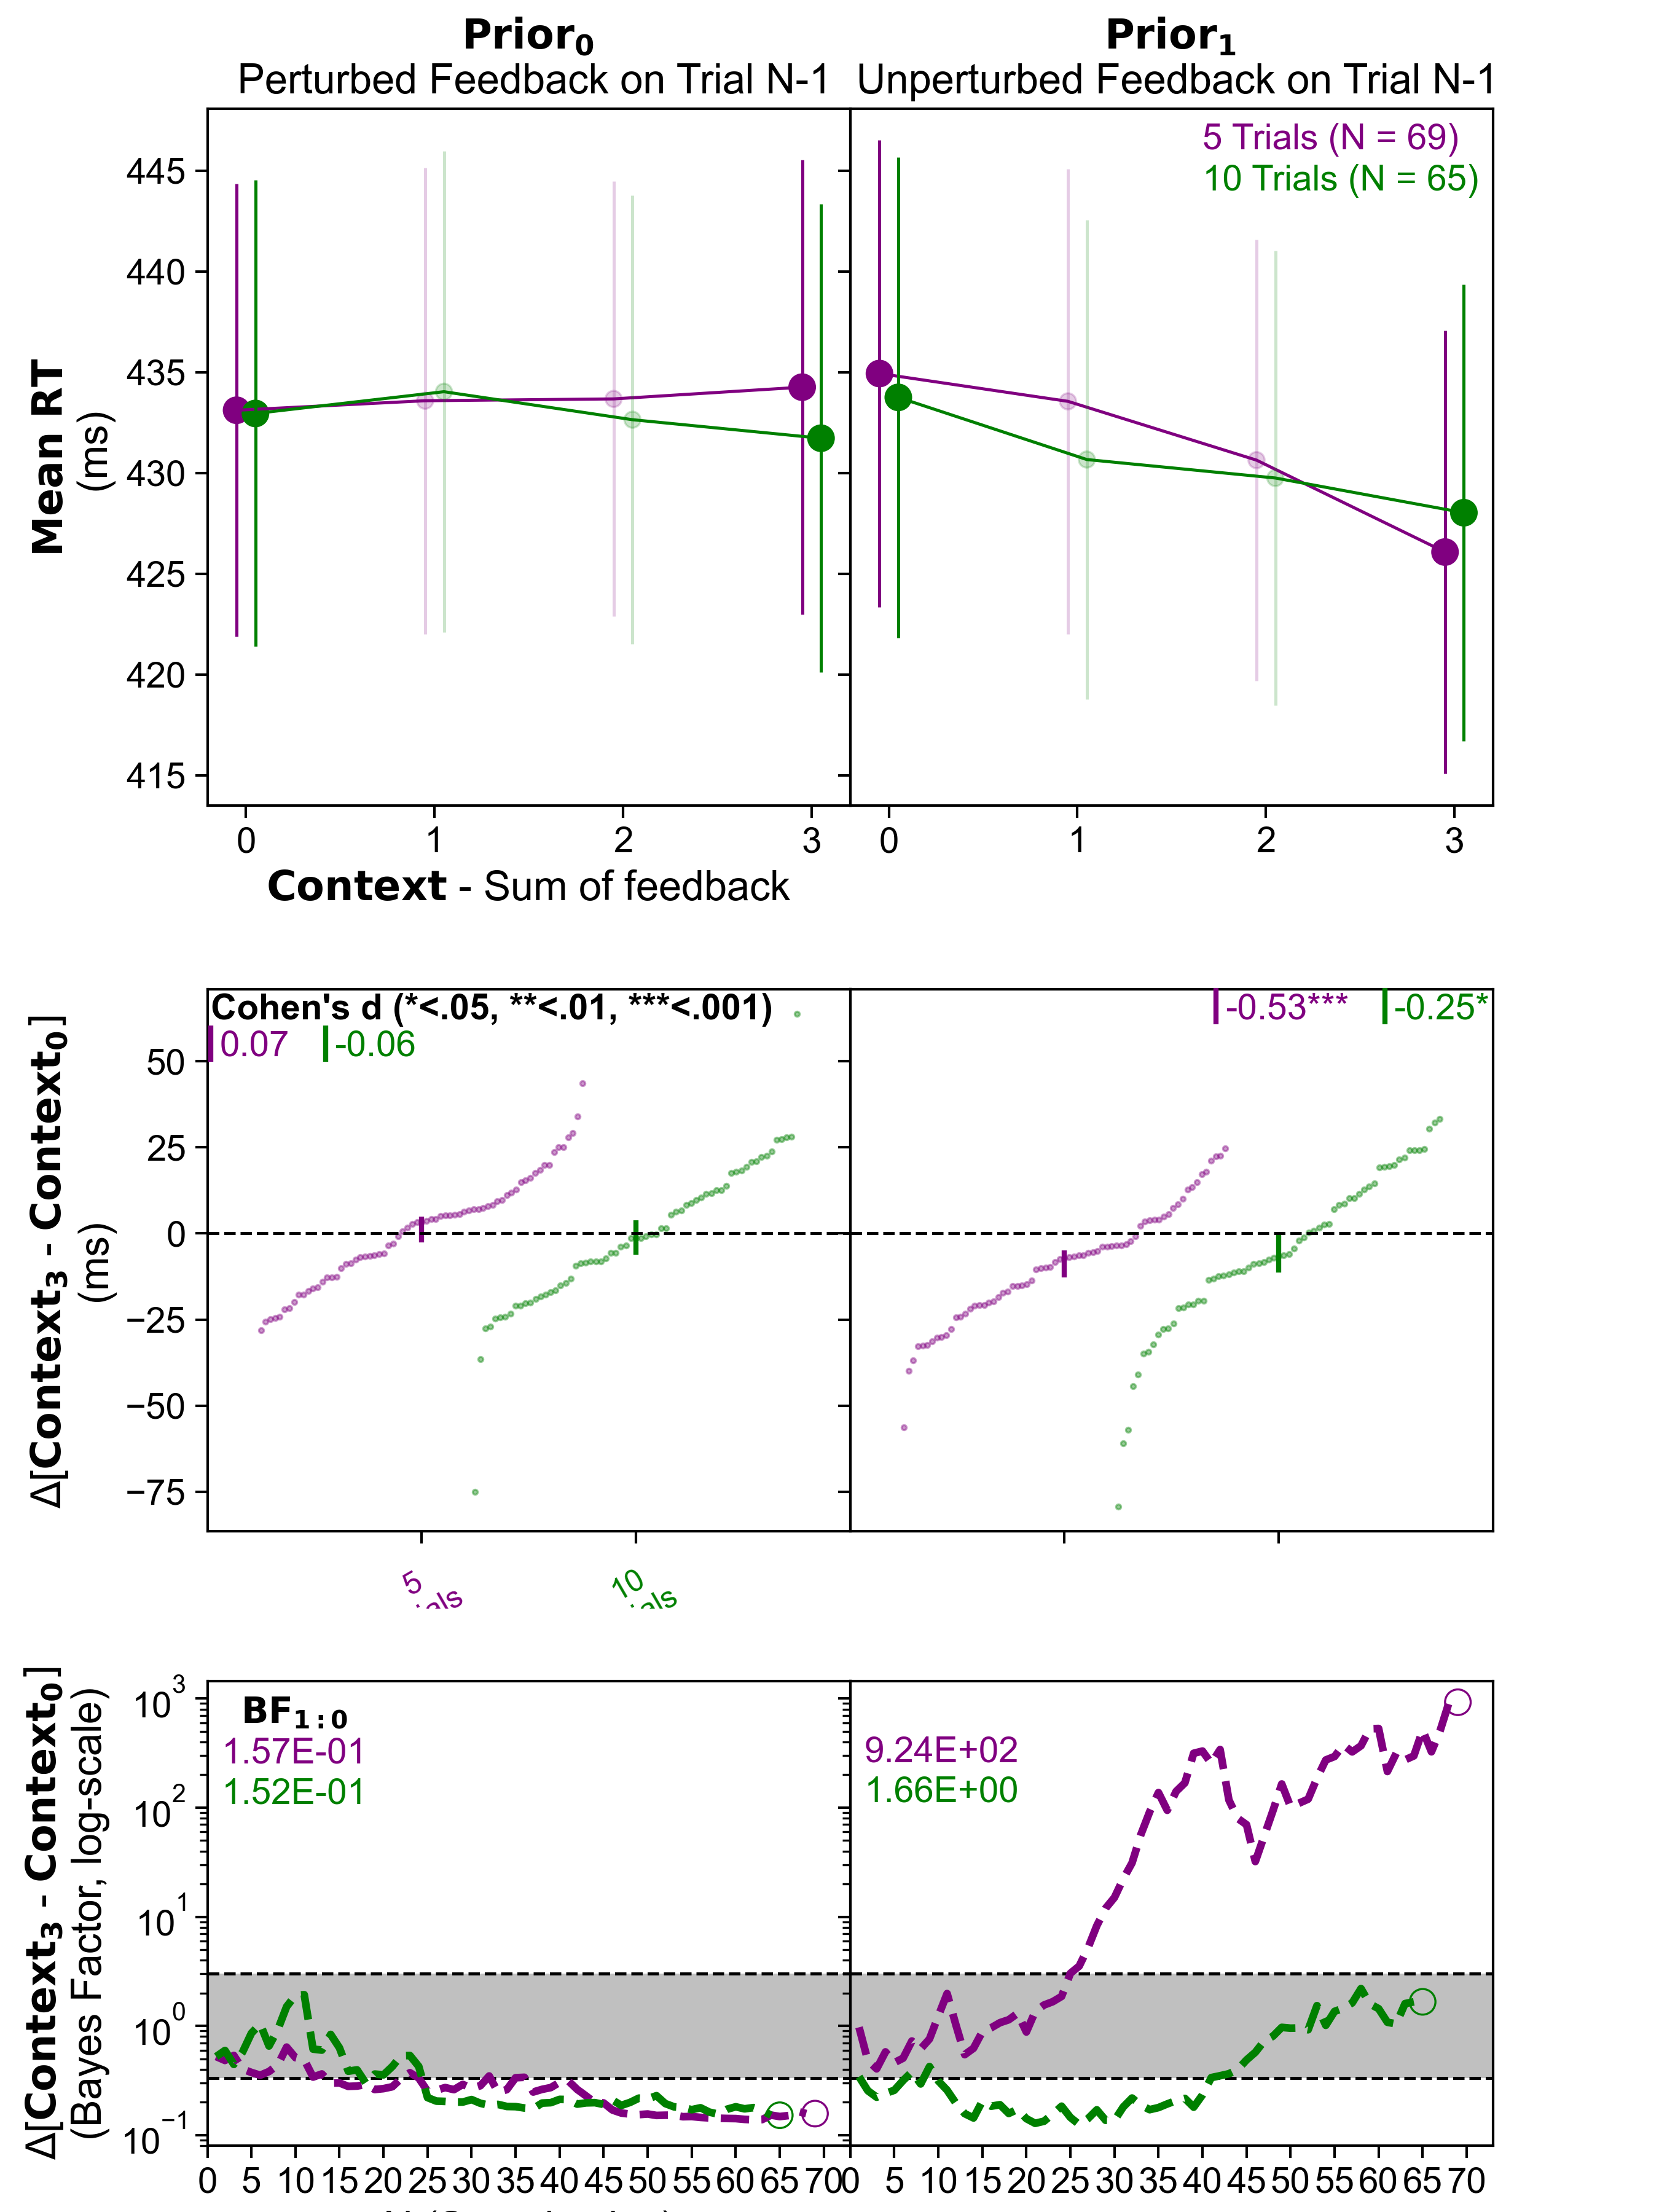 Prior0 Prior1
Perturbed Feedback on Trial N-1 Unperturbed Feedback on Trial N-1
5 Trials (N = 69)
10 Trials (N = 65)
445
440
435
430
425
420
415
Mean RT
(ms)
0 1 2 3 0 1 2 3
Context - Sum of feedback
Cohen's d (*<.05, **<.01, ***<.001)
0.07 -0.06
-0.53*** -0.25*
50
25
0
−25
−50
−75
Δ[Context3 - Context0]
(ms)
5 10
BF1:0
1.57E-01
1.52E-01
9.24E+02
1.66E+00
10^3
10^2
10^1
10^0
10^−1
Δ[Context3 - Context0]
(Bayes Factor, log-scale)
0 5 10 15 20 25 30 35 40 45 50 55 60 65 70 0 5 10 15 20 25 30 35 40 45 50 55 60 65 70